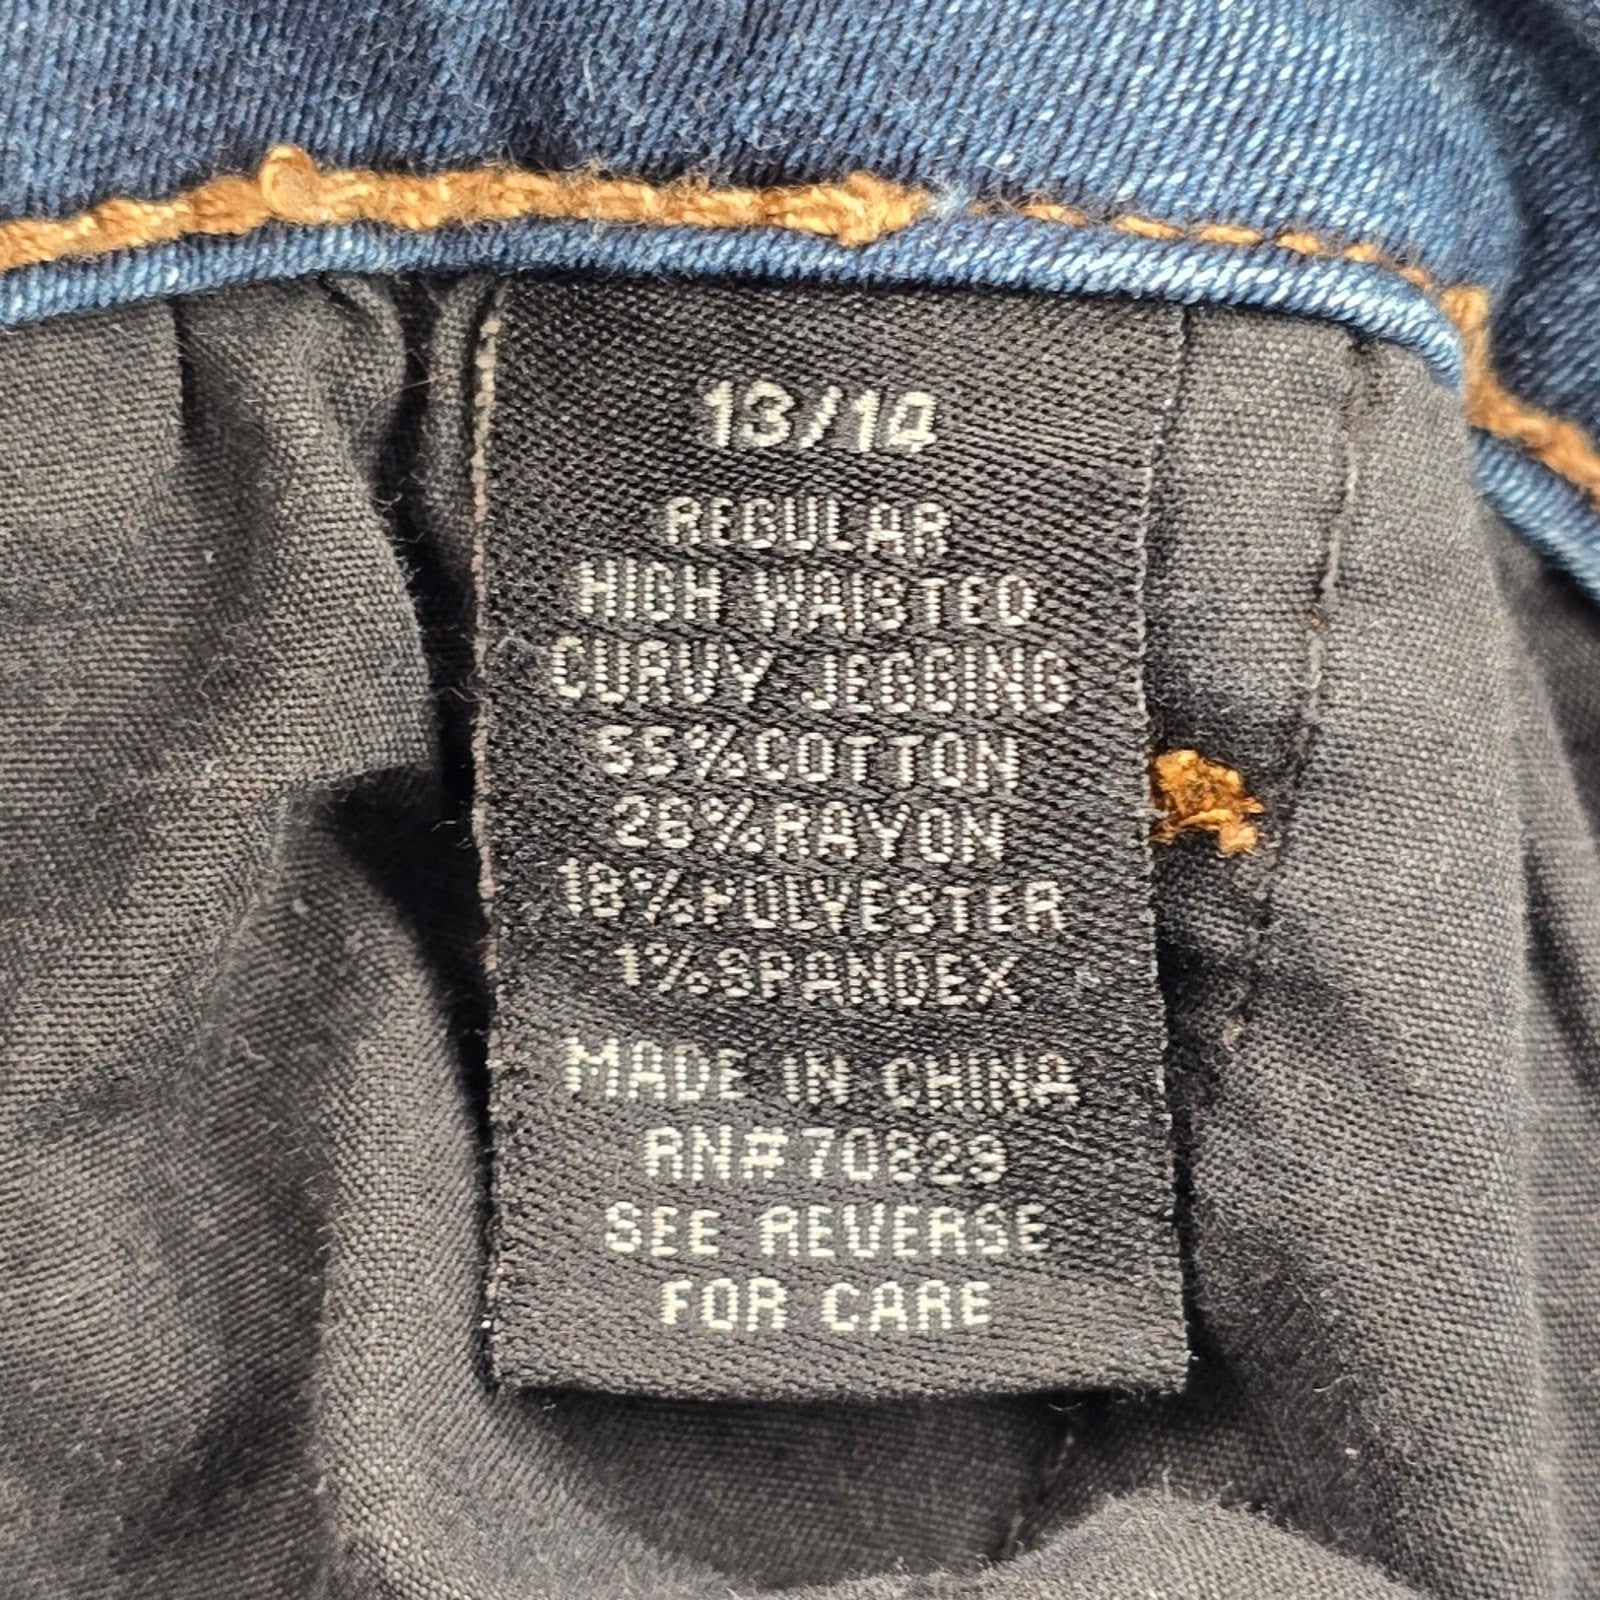 13/14
REGULAR
HIGH WAISTED
CURVY JEGGING
55%COTTON
26%RAYON
18%POLYESTER
1%SPANDEX
MADE IN CHINA
RN#70829
SEE REVERSE
FOR CARE